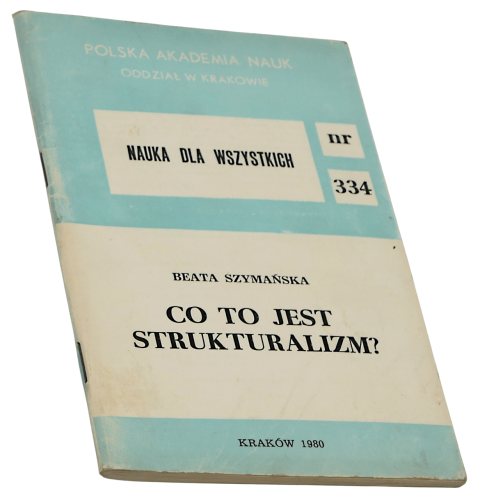 POLSKA AKADEMIA NAUK
ODDZIAŁ W KRAKOWIE
NAUKA DLA WSZYSTKICH
nr
334
BEATA SZYMAŃSKA
CO TO JEST
STRUKTURALIZM?
KRAKÓW 1980